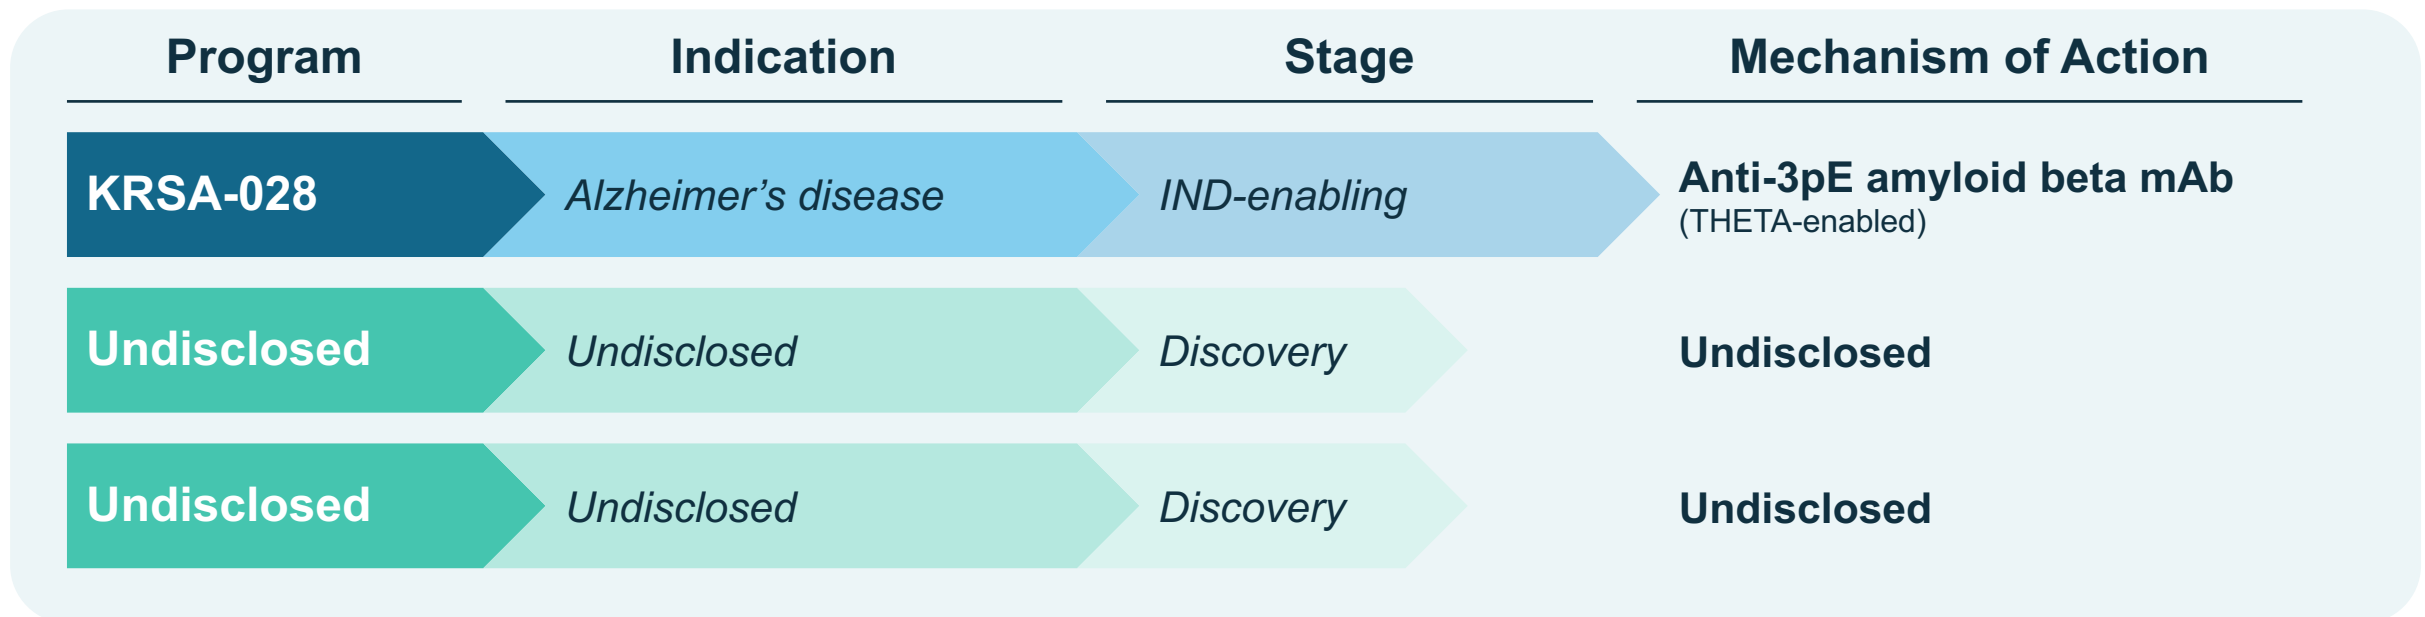 Program Indication Stage Mechanism of Action
KRSA-028 Alzheimer’s disease IND-enabling Anti-3pE amyloid beta mAb
(THETA-enabled)
Undisclosed Undisclosed Discovery Undisclosed
Undisclosed Undisclosed Discovery Undisclosed